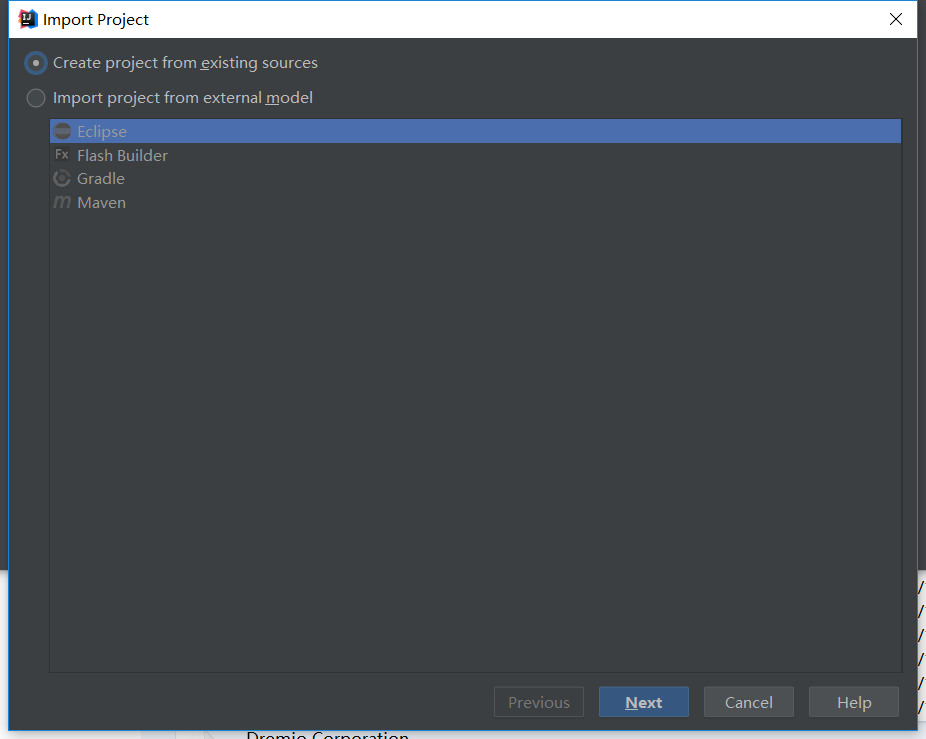 Import Project
Create project from existing sources
Import project from external model
Eclipse
Fx Flash Builder
Gradle
m Maven
Previous
Next
Cancel
Help
Dremio Corporation